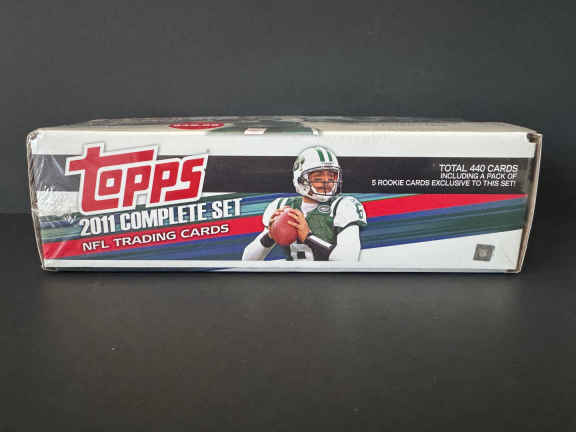 TOPPS
2011 COMPLETE SET
NFL TRADING CARDS
TOTAL 440 CARDS
INCLUDING A PACK OF
5 ROOKIE CARDS EXCLUSIVE TO THIS SET!
6